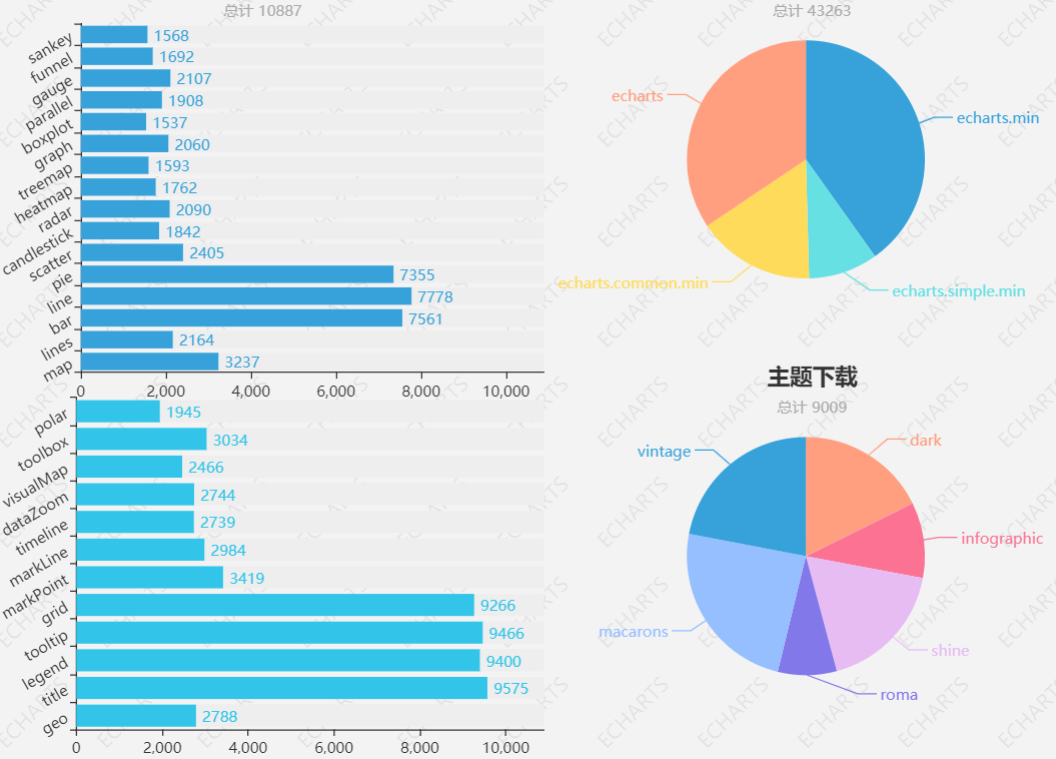 总计 10887
sankey 1568
funnel 1692
gauge 2107
parallel 1908
boxplot 1537
graph 2060
treemap 1593
heatmap 1762
radar 2090
candlestick 1842
scatter 2405
pie 7355
line 7778
bar 7561
lines 2164
map 3237
0 2,000 4,000 6,000 8,000 10,000
polar 1945
toolbox 3034
visualMap 2466
dataZoom 2744
timeline 2739
markLine 2984
markPoint 3419
grid 9266
tooltip 9466
legend 9400
title 9575
geo 2788
0 2,000 4,000 6,000 8,000 10,000
总计 43263
echarts
echarts.min
echarts.common.min
echarts.simple.min
主题下载
总计 9009
vintage
dark
infographic
macarons
shine
roma
ECHARTS